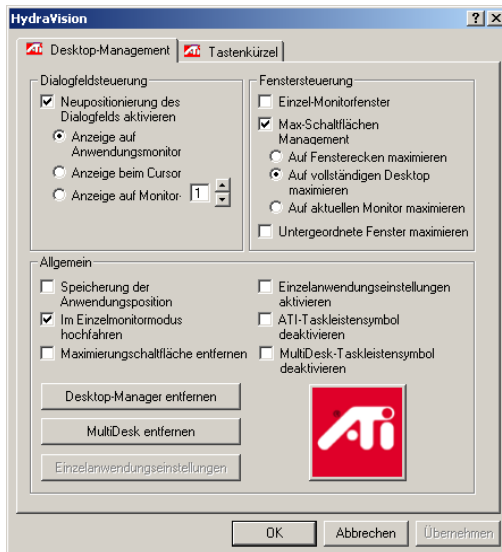 HydraVision
Desktop-Management
Tastenkürzel
Dialogfeldsteuerung
Neupositionierung des
Dialogfelds aktivieren
Anzeige auf
Anwendungsmonitor
Anzeige beim Cursor
Anzeige auf Monitor- 1
Fenstersteuerung
Einzel-Monitorfenster
Max-Schaltflächen
Management
Auf Fensterecken maximieren
Auf vollständigen Desktop
maximieren
Auf aktuellen Monitor maximieren
Untergeordnete Fenster maximieren
Allgemein
Speicherung der
Anwendungsposition
Im Einzelmonitormodus
hochfahren
Maximierungschaltfläche entfernen
Einzelanwendungseinstellungen
aktivieren
ATI-Taskleistensymbol
deaktivieren
MultiDesk-Taskleistensymbol
deaktivieren
Desktop-Manager entfernen
MultiDesk entfernen
Einzelanwendungseinstellungen
ATi
OK
Abbrechen
Übernehmen